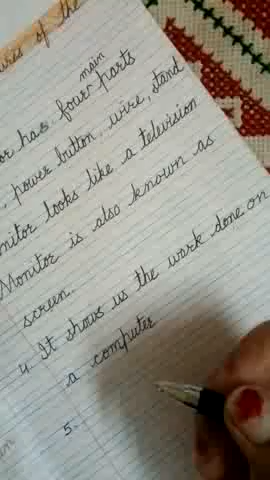 of the
main
or has four parts
power button, wire, stand
nitor looks like a television
Monitor is also known as
screen.
4. It shows us the work done on
a computer
5.